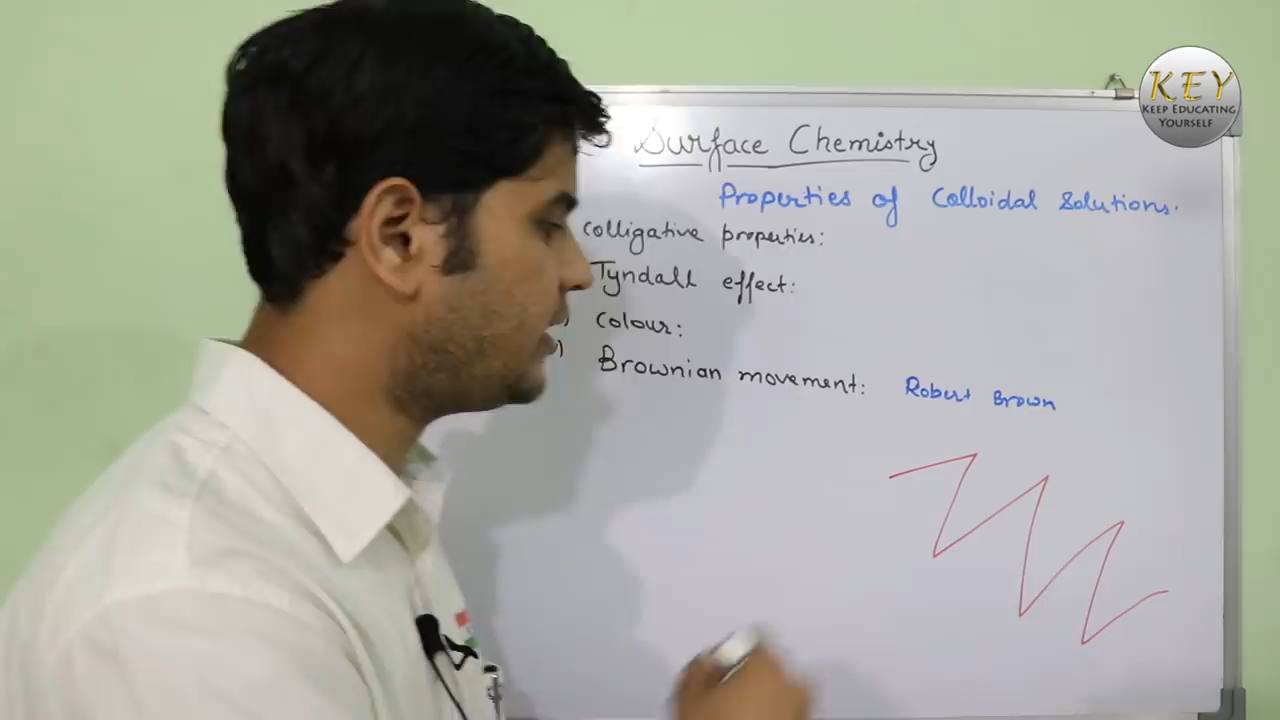 KEY
KEEP EDUCATING
YOURSELF
Surface Chemistry
Properties of Colloidal Solutions.
colligative properties:
Tyndall effect:
) Colour:
) Brownian movement: Robert Brown